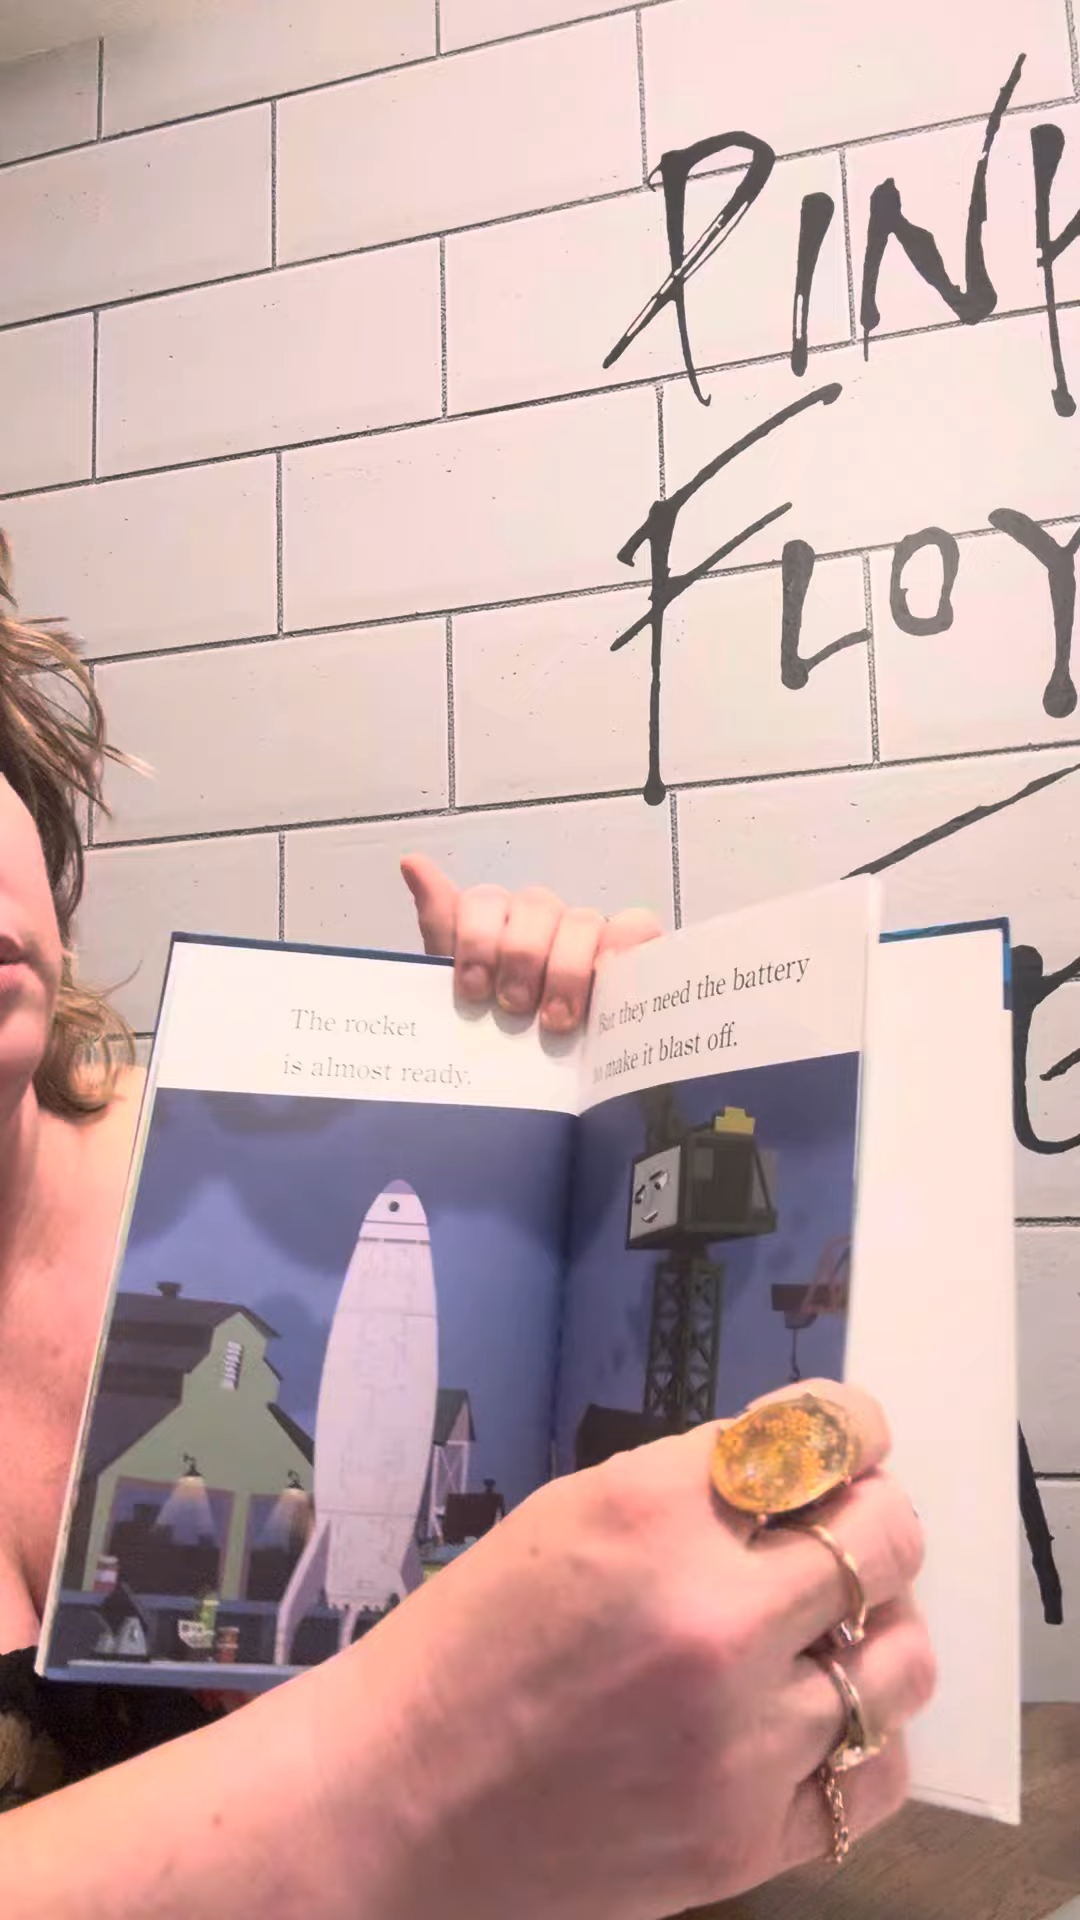 PINK
FLOY
The rocket
is almost ready.
But they need the battery
to make it blast off.